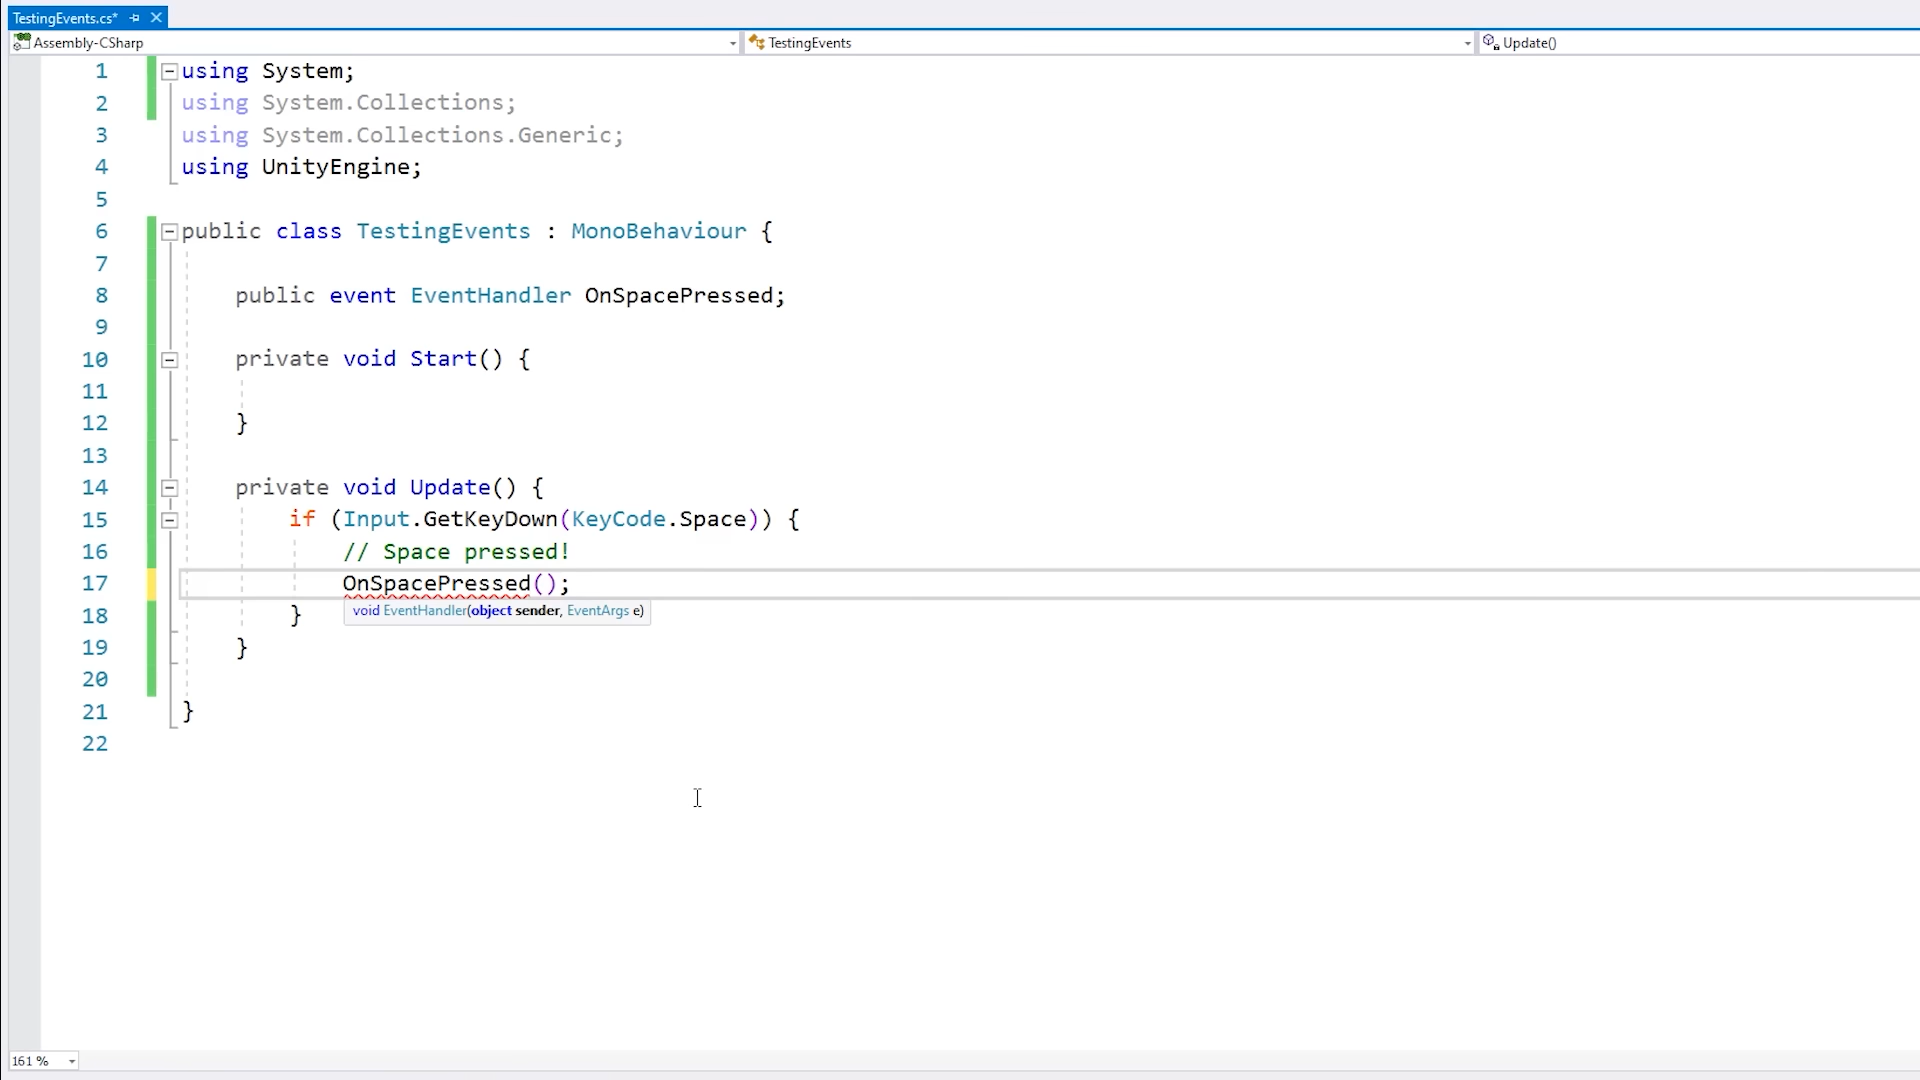 TestingEvents.cs*
Assembly-CSharp TestingEvents Update()
1 using System;
2 using System.Collections;
3 using System.Collections.Generic;
4 using UnityEngine;
5
6 public class TestingEvents : MonoBehaviour {
7
8 public event EventHandler OnSpacePressed;
9
10 private void Start() {
11
12 }
13
14 private void Update() {
15 if (Input.GetKeyDown(KeyCode.Space)) {
16 // Space pressed!
17 OnSpacePressed();
void EventHandler(object sender, EventArgs e)
18 }
19 }
20
21 }
22
161 %